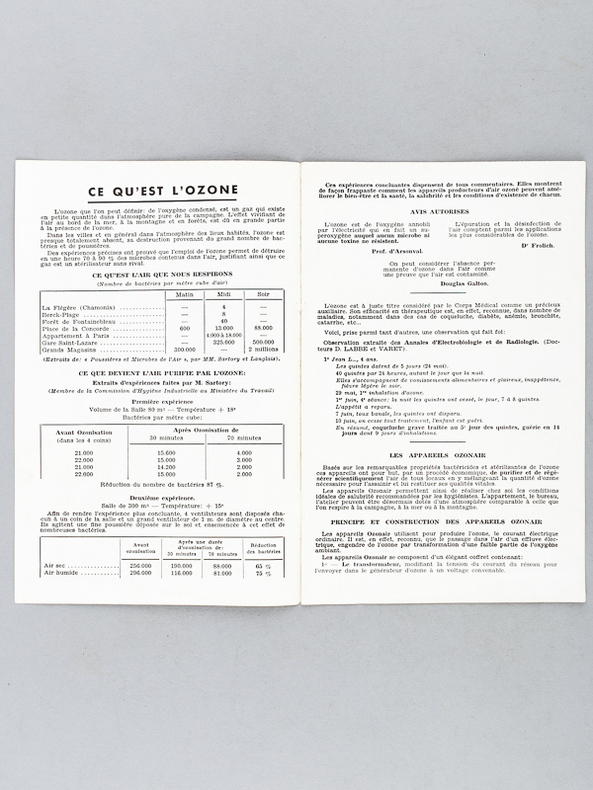 CE QU'EST L'OZONE
L'ozone que l'on peut définir: de l'oxygène condensé, est un gaz qui existe
en petite quantité dans l'atmosphère pure de la campagne. L'effet vivifiant de
l'air au bord de la mer, à la montagne et en forêts, est dû en grande partie
à la présence de l'ozone.
Dans les villes et en général dans l'atmosphère des lieux habités, l'ozone est
presque totalement absent, sa destruction provenant du grand nombre de bac-
téries et de poussières.
Des expériences précises ont prouvé que l'emploi de l'ozone permet de détruire
en une heure 70 à 90 % des microbes contenus dans l'air, justifiant ainsi que ce
gaz est un stérilisateur sans rival.
CE QU'EST L'AIR QUE NOUS RESPIRONS
(Nombre de bactéries par mètre cube d'air)
Matin Midi Soir
La Flégère (Chamonix) — 4 —
Berck-Plage — 8 —
Forêt de Fontainebleau — 40 —
Place de la Concorde 600 13.000 88.000
Appartement à Paris — 4.000 à 18.000 —
Gare Saint-Lazare — 325.600 500.000
Grands Magasins 300.000 — 2 millions
(Extraits de: « Poussières et Microbes de l'Air », par MM. Sartory et Langlais).
CE QUE DEVIENT L'AIR PURIFIE PAR L'OZONE:
Extraits d'expériences faites par M. Sartory:
(Membre de la Commission d'Hygiène Industrielle au Ministère du Travail)
Première expérience
Volume de la Salle 80 m³ — Température + 18°
Bactéries par mètre cube:
Avant Ozonisation Après Ozonisation de
(dans les 4 coins) 30 minutes 70 minutes
21.000 15.600 4.000
22.000 15.000 3.000
21.000 14.200 2.000
22.000 15.000 2.000
Réduction du nombre de bactéries 87 %.
Deuxième expérience.
Salle de 300 m³ — Température: + 15°
Afin de rendre l'expérience plus concluante, 4 ventilateurs sont disposés cha-
cun à un coin de la salle et un grand ventilateur de 1 m. de diamètre au centre.
Ils agitent une fine poussière déposée sur le sol et ensemencée à cet effet de
nombreuses bactéries.
Avant ozonisation Après une durée d'ozonisation de: Réduction des bactéries
30 minutes 70 minutes
Air sec 256.000 190.000 88.000 65 %
Air humide 296.000 116.000 81.000 75 %
Ces expériences concluantes dispensent de tous commentaires. Elles montrent
de façon frappante comment les appareils producteurs d'air ozoné peuvent amé-
liorer le bien-être et la santé, la salubrité et les conditions d'existence de chacun.
AVIS AUTORISES
L'ozone est de l'oxygène annobli
par l'électricité qui en fait un su-
peroxygène auquel aucun microbe ni
aucune toxine ne résistent.
Prof. d'Arsonval.
L'épuration et la désinfection de
l'air comptent parmi les applications
les plus considérables de l'ozone.
Dr Frolich.
On peut considérer l'absence per-
manente d'ozone dans l'air comme
une preuve que l'air est contaminé.
Douglas Galton.
L'ozone est à juste titre considéré par le Corps Médical comme un précieux
auxiliaire. Son efficacité en thérapeutique est, en effet, reconnue, dans nombre de
maladies, notamment dans des cas de coqueluche, diabète, anémie, bronchite,
catarrhe, etc...
Voici, prise parmi tant d'autres, une observation qui fait foi:
Observation extraite des Annales d'Electrobiologie et de Radiologie. (Doc-
teurs D. LABBE et VARET)
1° Jean L..., 4 ans.
Les quintes datent de 5 jours (24 mai).
40 quintes par 24 heures, autant le jour que la nuit.
Elles s'accompagnent de vomissements alimentaires et glaireux, inappétence,
fièvre légère le soir.
29 mai, 1re inhalation d'ozone.
1er juin, 4e séance: la nuit les quintes ont cessé, le jour, 7 à 8 quintes.
L'appétit a reparu.
7 juin, toux banale, les quintes ont disparu.
10 juin, on cesse tout traitement, l'enfant est guéri.
En résumé, coqueluche grave traitée au 5e jour des quintes, guérie en 14
jours dont 9 jours d'inhalations.
LES APPAREILS OZONAIR
Basés sur les remarquables propriétés bactéricides et stérilisantes de l'ozone
ces appareils ont pour but, par un procédé économique, de purifier et de régé-
nérer scientifiquement l'air de tous locaux en y mélangeant la quantité d'ozone
nécessaire pour l'assainir et lui restituer ses qualités vitales.
Les appareils Ozonair permettent ainsi de réaliser chez soi les conditions
idéales de salubrité recommandées par les hygiénistes. L'appartement, le bureau,
l'atelier peuvent être désormais dotés d'une atmosphère comparable à celle que
l'on respire à la campagne, à la mer ou à la montagne.
PRINCIPE ET CONSTRUCTION DES APPAREILS OZONAIR
Les appareils Ozonair utilisent pour produire l'ozone, le courant électrique
ordinaire. Il est, en effet, reconnu, que le passage dans l'air d'un effluve élec-
trique, engendre de l'ozone par transformation d'une faible partie de l'oxygène
ambiant.
Les appareils Ozonair se composent d'un élégant coffret contenant:
1° — Le transformateur, modifiant la tension du courant du réseau pour
l'envoyer dans le générateur d'ozone à un voltage convenable.